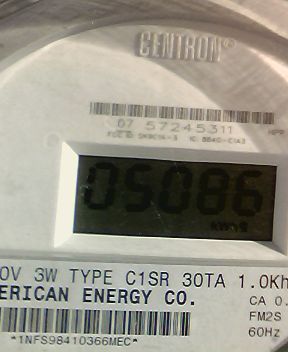 CENTRON®
07 57245311
05086
0V 3W TYPE C1SR 30TA 1.0Kh
ERICAN ENERGY CO.
CA 0.
FM2S
60Hz
*1NFS98410366MEC*